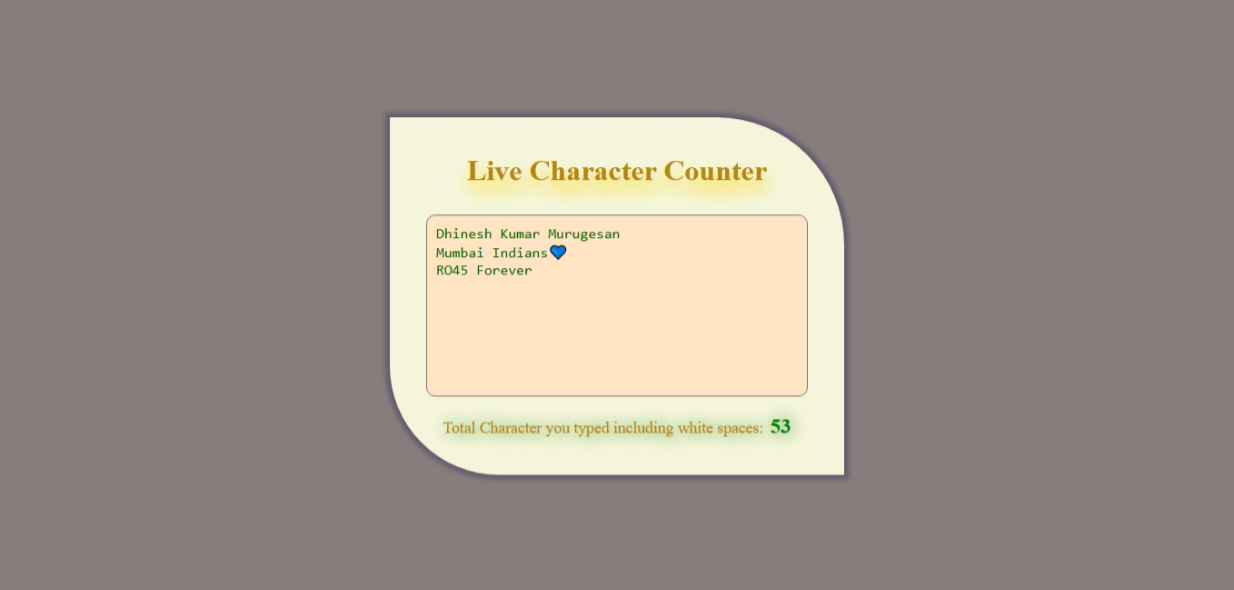 Live Character Counter
Dhinesh Kumar Murugesan
Mumbai Indians💙
RO45 Forever
Total Character you typed including white spaces: 53